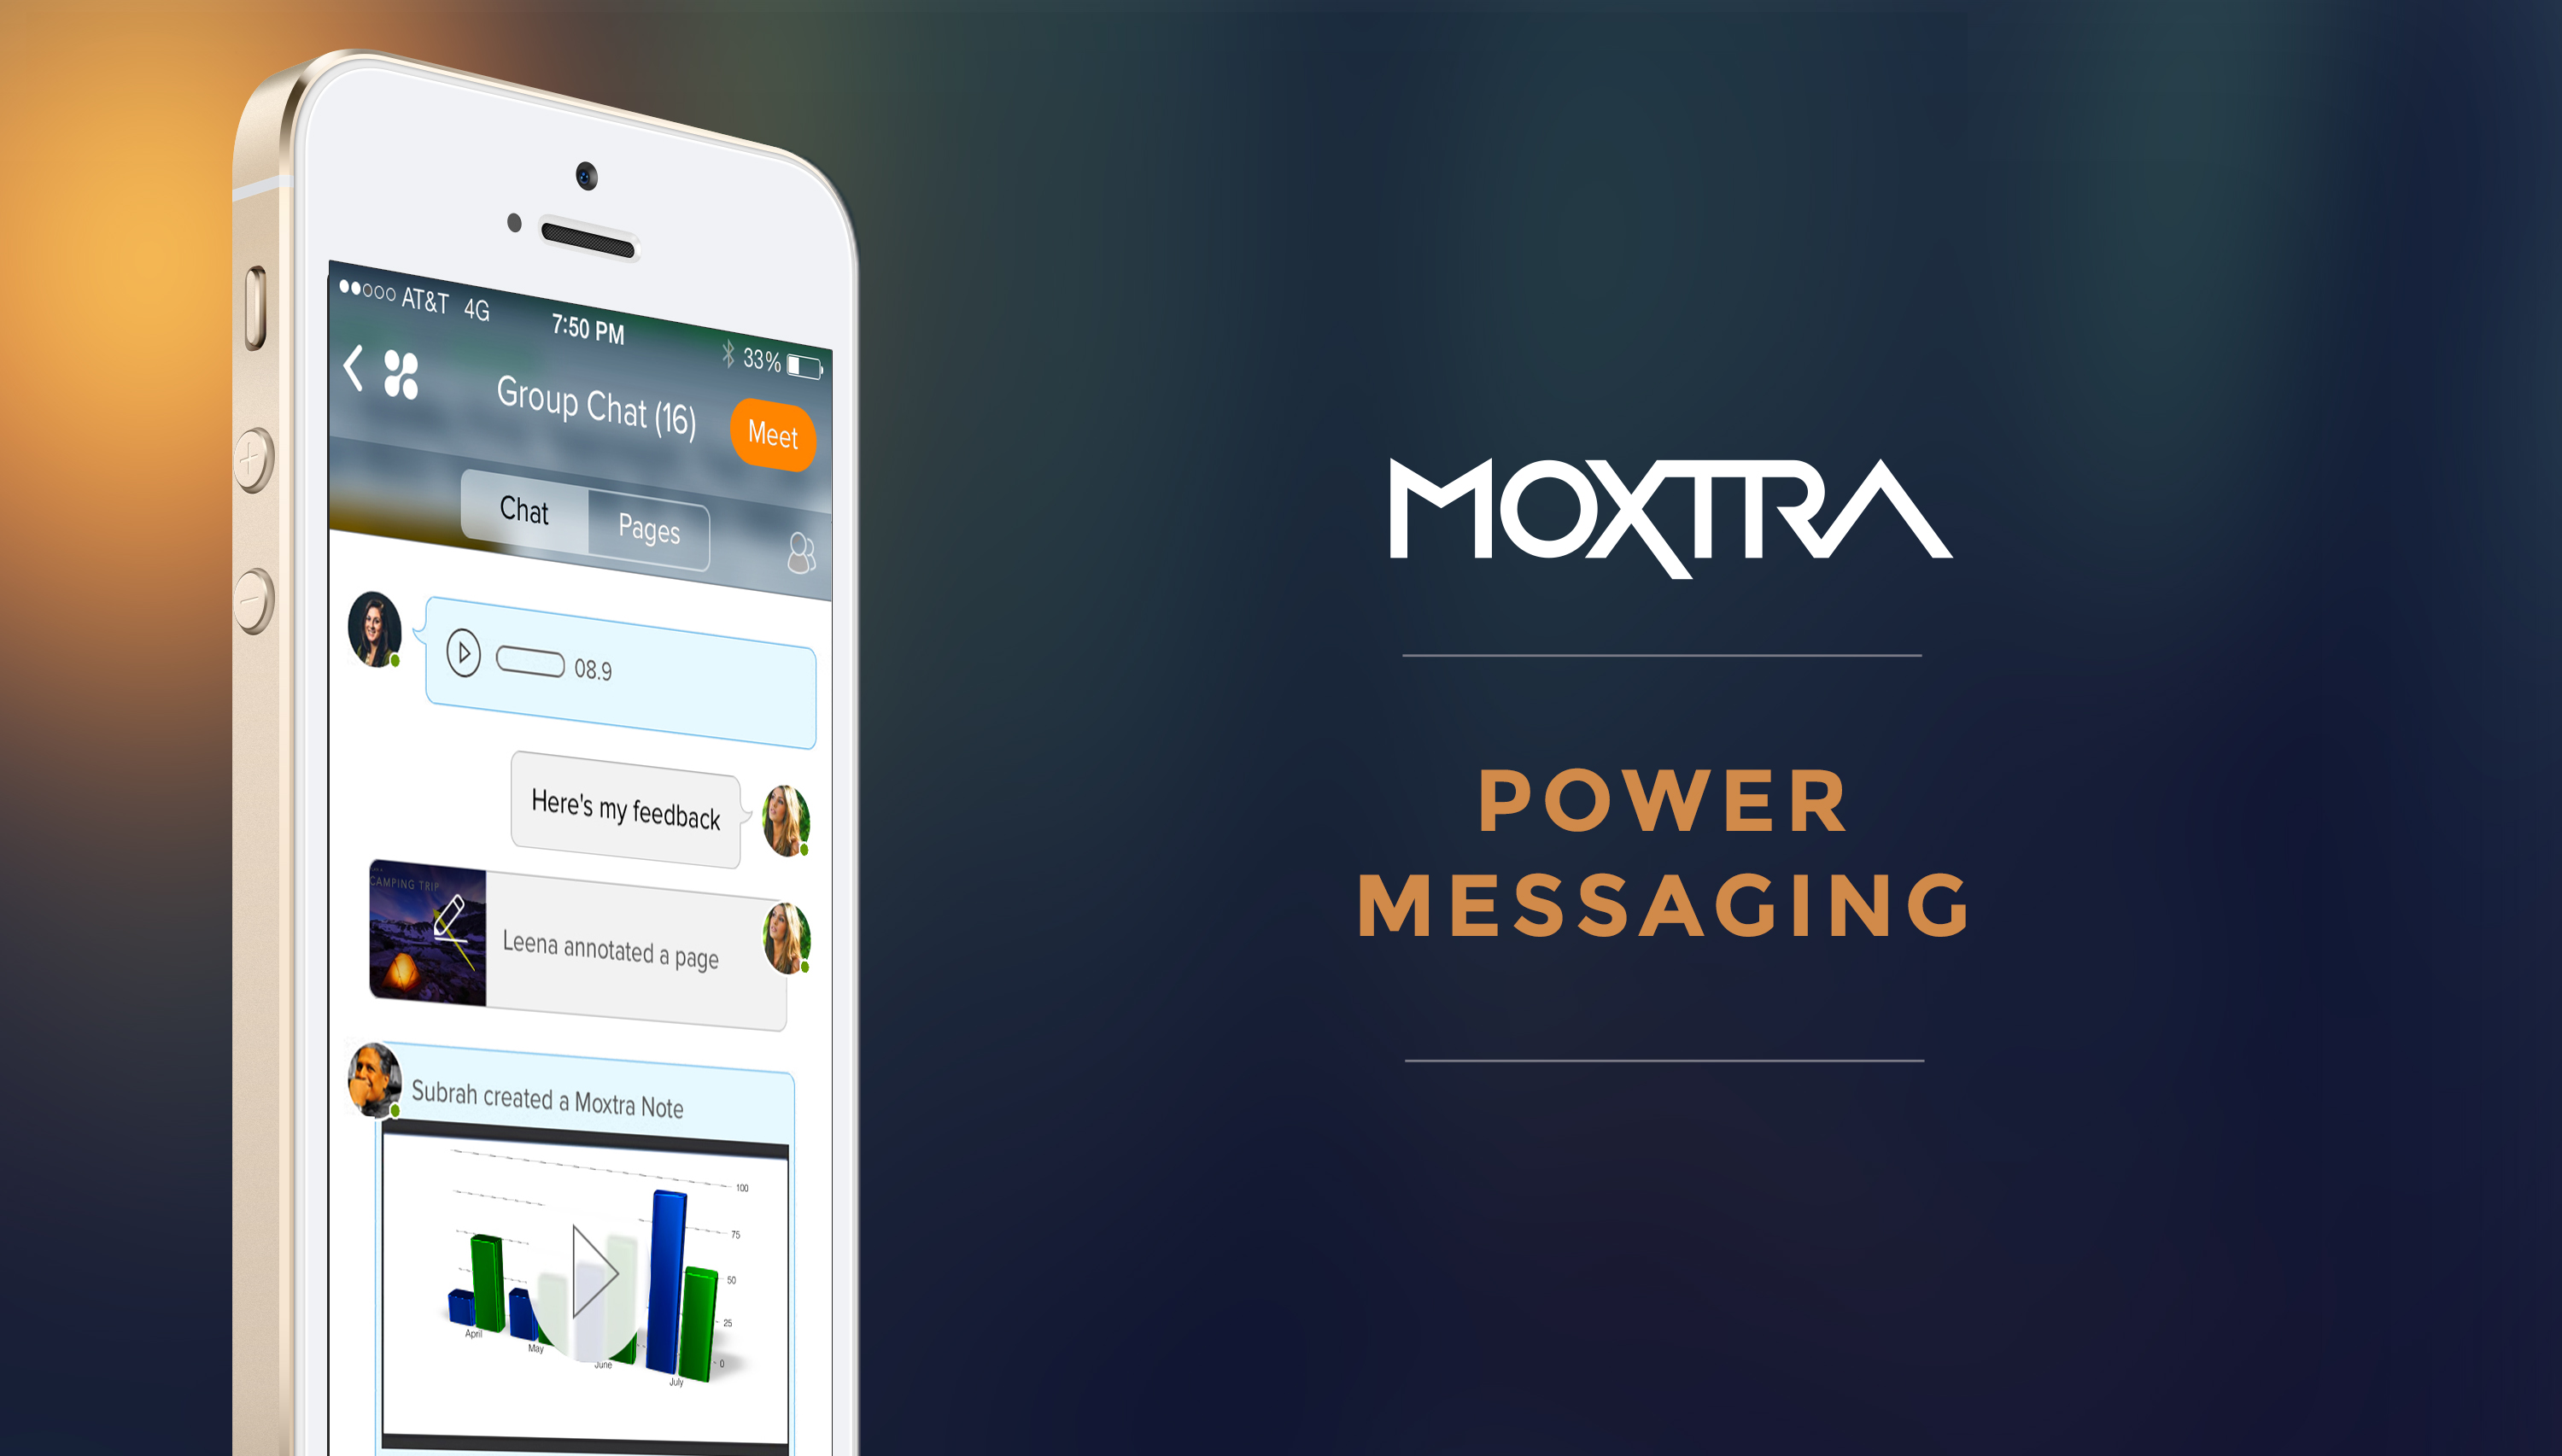 AT&T 4G 7:50 PM 33%
Group Chat (16)
Meet
Chat
Pages
08.9
Here's my feedback
CAMPING TRIP
Leena annotated a page
Subrah created a Moxtra Note
100
75
50
25
0
April
May
June
July
MOXTRA
POWER
MESSAGING